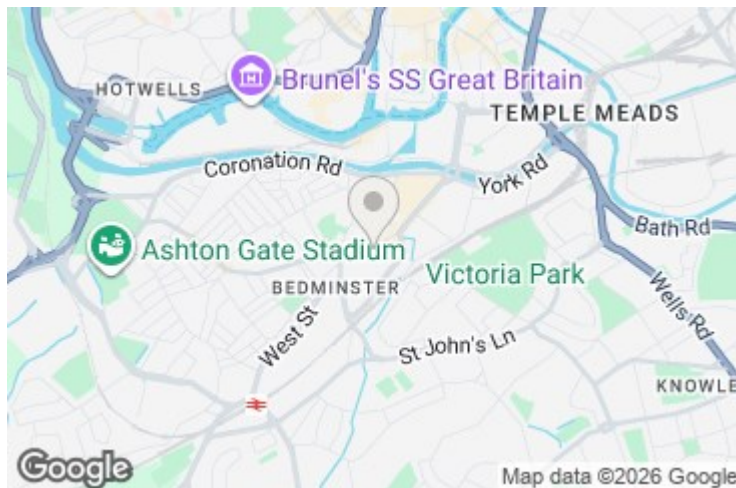 HOTWELLS
Brunel's SS Great Britain
TEMPLE MEADS
Coronation Rd
York Rd
Bath Rd
Ashton Gate Stadium
Victoria Park
BEDMINSTER
Wells Rd
West St
St John's Ln
KNOWLE
Google
Map data ©2026 Google